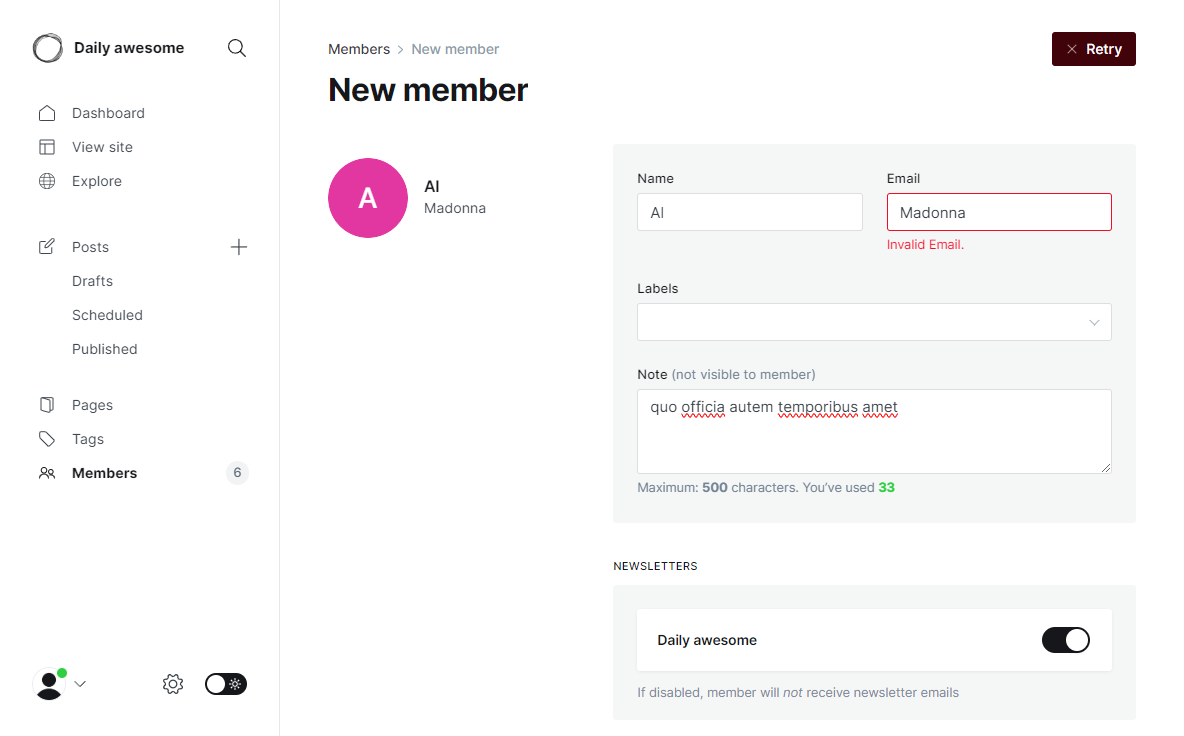 Daily awesome
Dashboard
View site
Explore
Posts
Drafts
Scheduled
Published
Pages
Tags
Members 6
Members > New member
Retry
New member
A
Al
Madonna
Name
Al
Email
Madonna
Invalid Email.
Labels
Note (not visible to member)
quo officia autem temporibus amet
Maximum: 500 characters. You've used 33
NEWSLETTERS
Daily awesome
If disabled, member will not receive newsletter emails